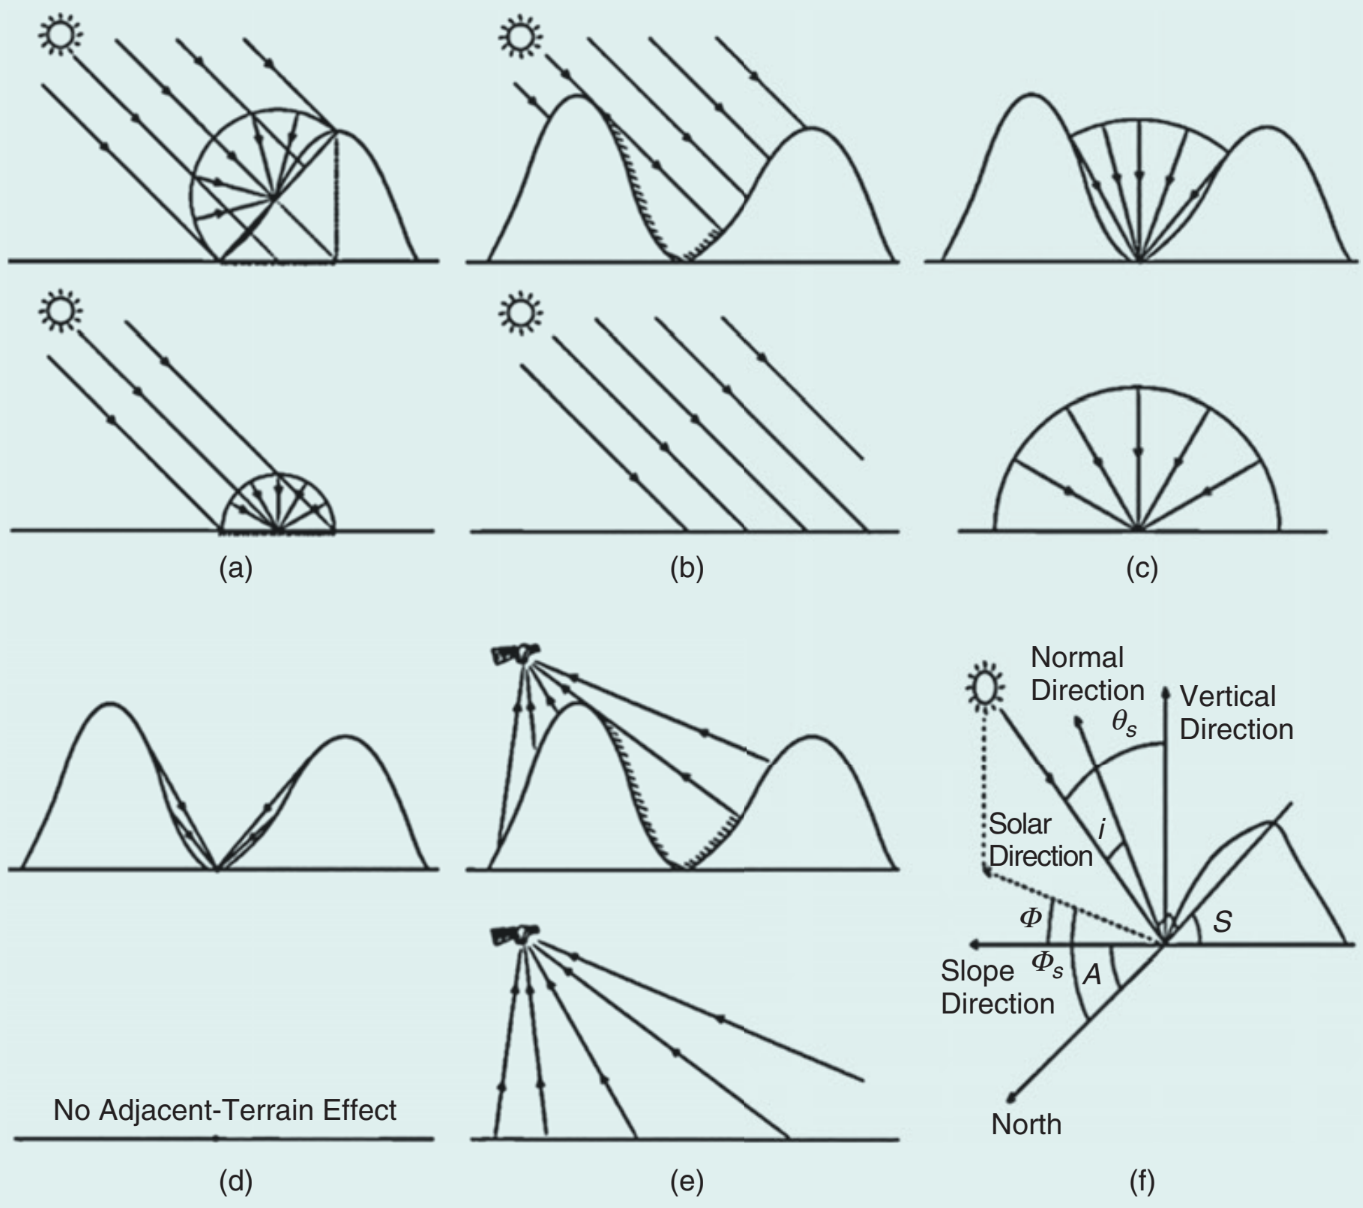 (a)
(b)
(c)
No Adjacent-Terrain Effect
(d)
(e)
Normal
Direction
θs
Vertical
Direction
Solar
Direction
i
Φ
S
Slope
Direction
Φs
A
North
(f)